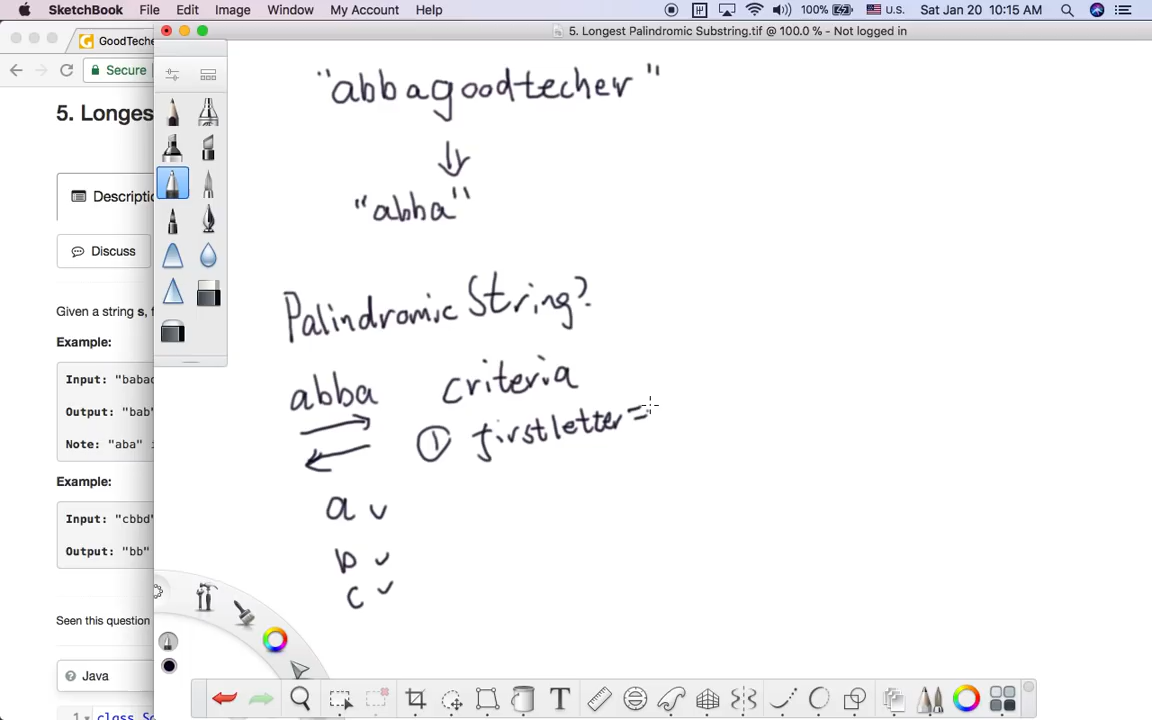 SketchBook File Edit Image Window My Account Help 100% U.S. Sat Jan 20 10:15 AM
5. Longest Palindromic Substring.tif @ 100.0 % - Not logged in
GoodTeche
Secure
5. Longes
Descriptio
Discuss
Given a string s, f
Example:
Input: "babad
Output: "bab"
Note: "aba" i
Example:
Input: "cbbd"
Output: "bb"
Seen this question
Java
class So
"abbagoodtecher"
"abba"
Palindromic String?
abba criteria
① firstletter =
a ✓
b ✓
c ✓